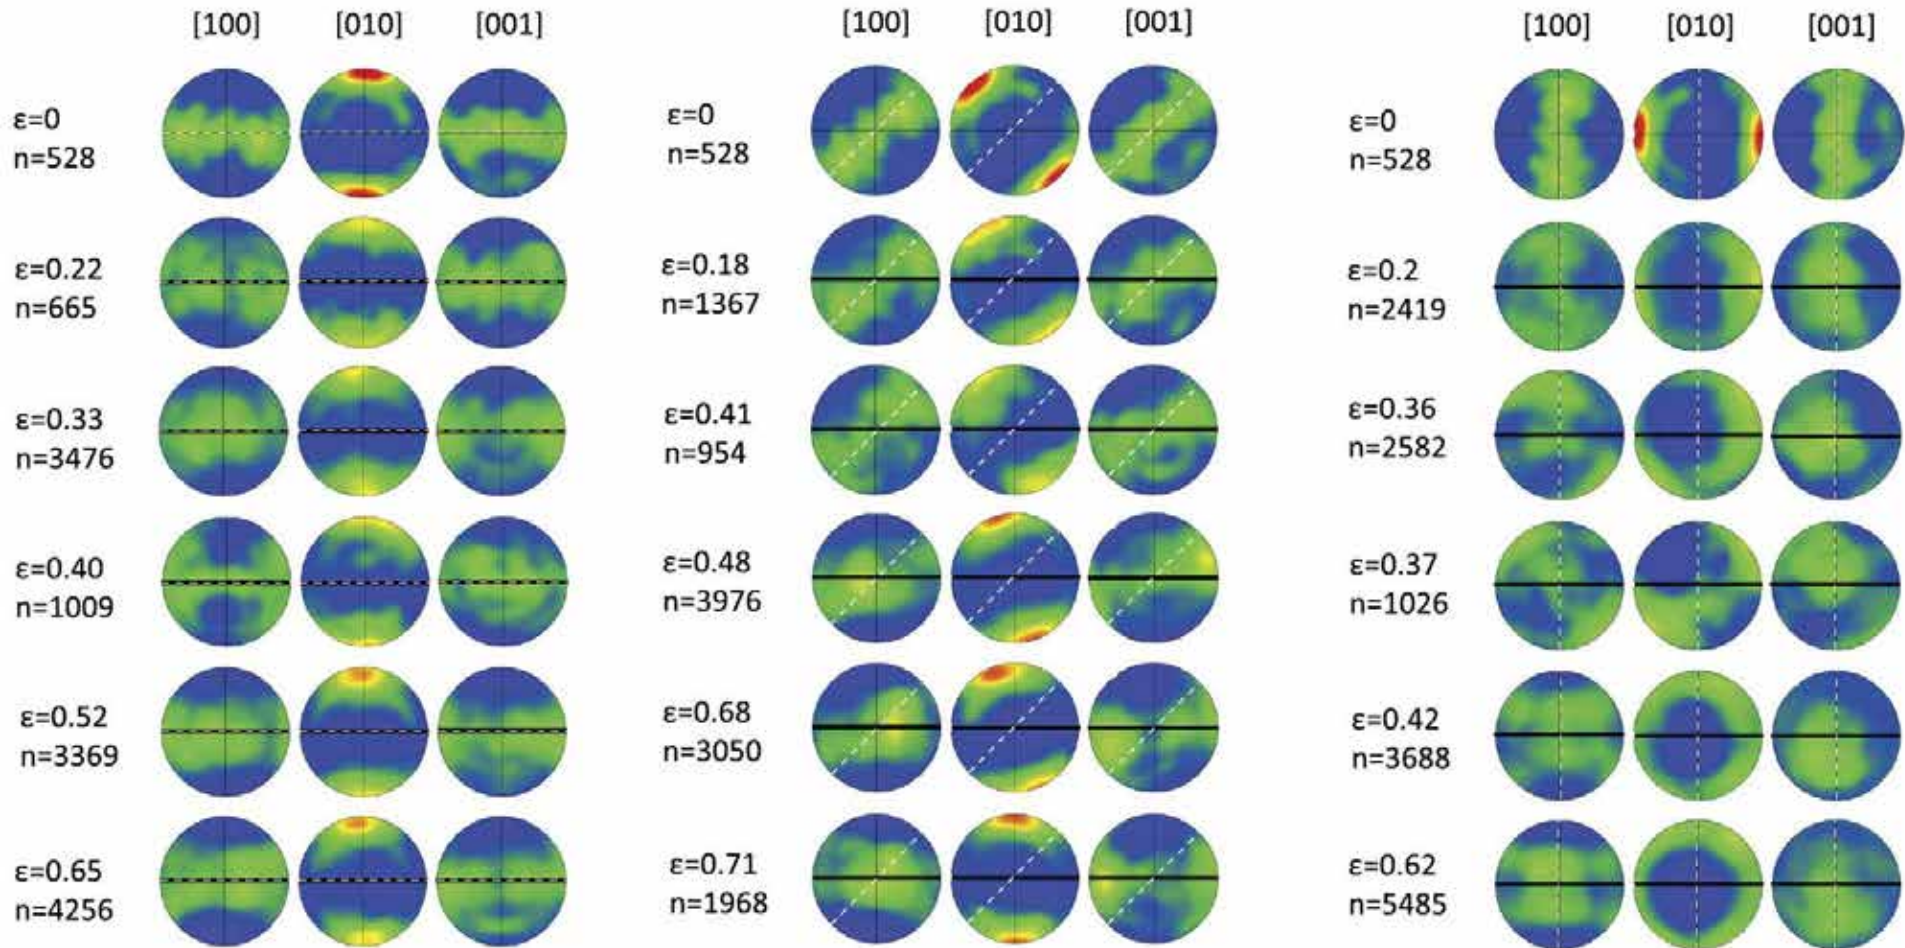 [100] [010] [001]
ε=0
n=528
ε=0.22
n=665
ε=0.33
n=3476
ε=0.40
n=1009
ε=0.52
n=3369
ε=0.65
n=4256
[100] [010] [001]
ε=0
n=528
ε=0.18
n=1367
ε=0.41
n=954
ε=0.48
n=3976
ε=0.68
n=3050
ε=0.71
n=1968
[100] [010] [001]
ε=0
n=528
ε=0.2
n=2419
ε=0.36
n=2582
ε=0.37
n=1026
ε=0.42
n=3688
ε=0.62
n=5485